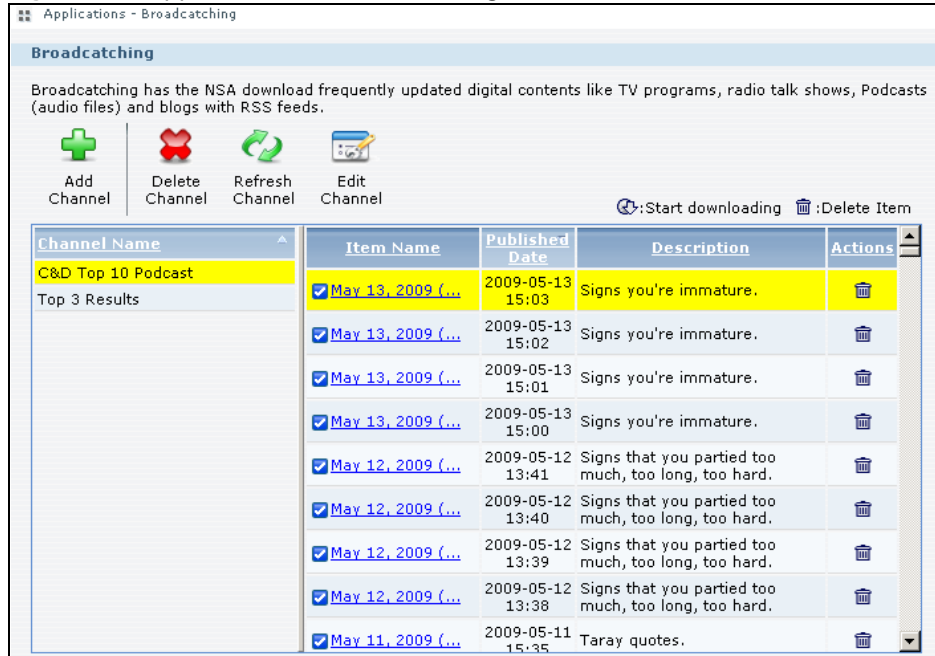 Applications - Broadcatching
Broadcatching
Broadcatching has the NSA download frequently updated digital contents like TV programs, radio talk shows, Podcasts
(audio files) and blogs with RSS feeds.
Add Channel
Delete Channel
Refresh Channel
Edit Channel
:Start downloading :Delete Item
Channel Name
C&D Top 10 Podcast
Top 3 Results
Item Name Published Date Description Actions
May 13, 2009 (... 2009-05-13 15:03 Signs you're immature.
May 13, 2009 (... 2009-05-13 15:02 Signs you're immature.
May 13, 2009 (... 2009-05-13 15:01 Signs you're immature.
May 13, 2009 (... 2009-05-13 15:00 Signs you're immature.
May 12, 2009 (... 2009-05-12 13:41 Signs that you partied too much, too long, too hard.
May 12, 2009 (... 2009-05-12 13:40 Signs that you partied too much, too long, too hard.
May 12, 2009 (... 2009-05-12 13:39 Signs that you partied too much, too long, too hard.
May 12, 2009 (... 2009-05-12 13:38 Signs that you partied too much, too long, too hard.
May 11, 2009 (... 2009-05-11 15:35 Taray quotes.